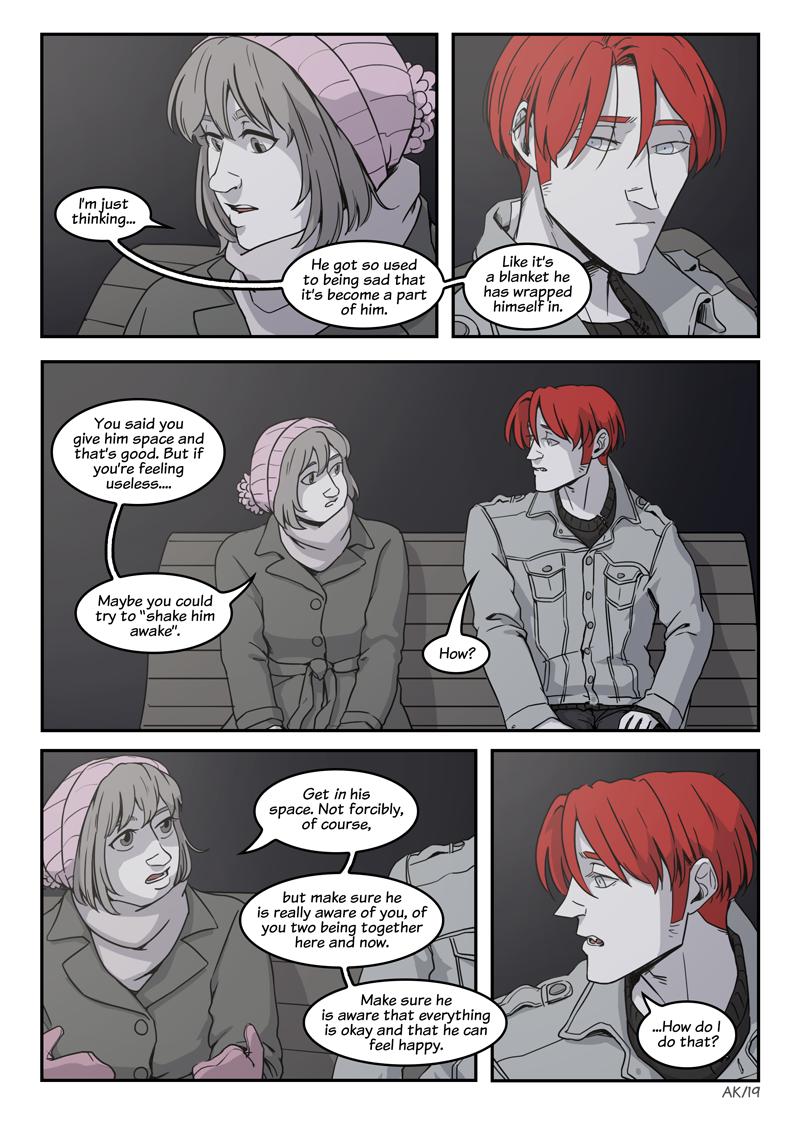 I'm just
thinking...
He got so used
to being sad that
it's become a part
of him.
Like it's
a blanket he
has wrapped
himself in.
You said you
give him space and
that's good. But if
you're feeling
useless....
Maybe you could
try to "shake him
awake".
How?
Get in his
space. Not forcibly,
of course,
but make sure he
is really aware of you, of
you two being together
here and now.
Make sure he
is aware that everything
is okay and that he can
feel happy.
...How do I
do that?
AK/19